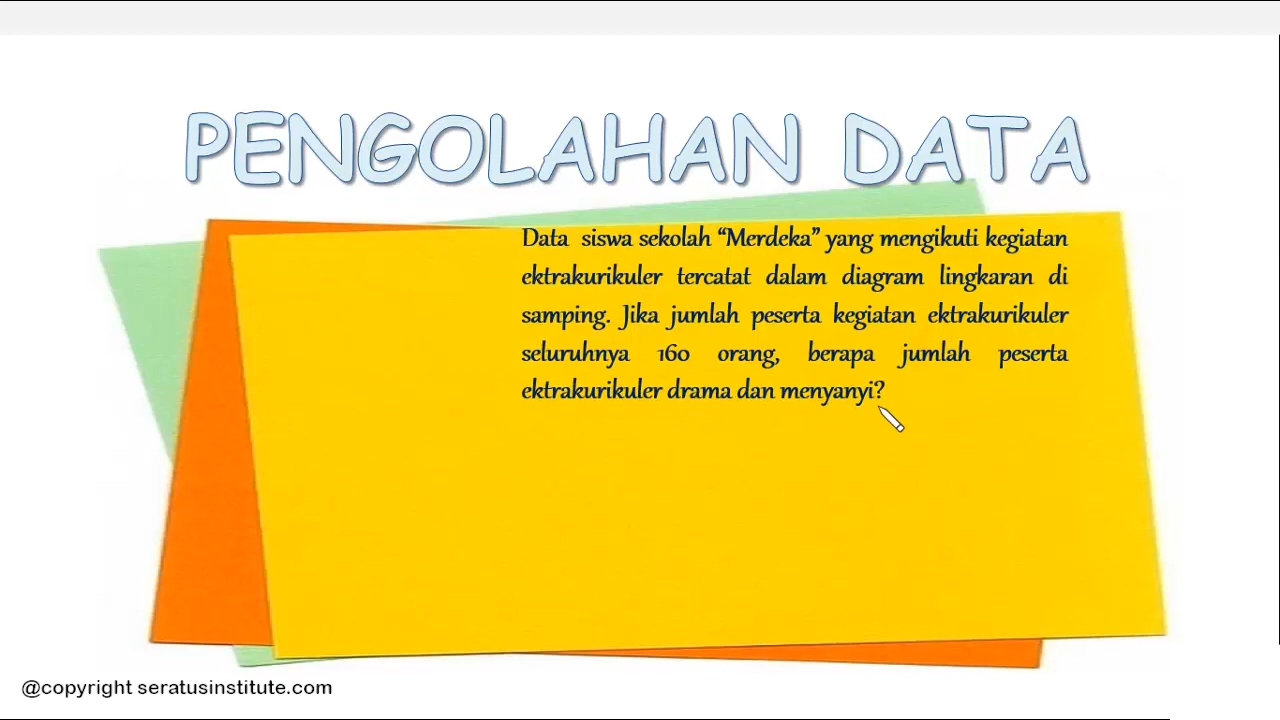 PENGOLAHAN DATA
Data siswa sekolah “Merdeka” yang mengikuti kegiatan
ektrakurikuler tercatat dalam diagram lingkaran di
samping. Jika jumlah peserta kegiatan ektrakurikuler
seluruhnya 160 orang, berapa jumlah peserta
ektrakurikuler drama dan menyanyi?
@copyright seratusinstitute.com